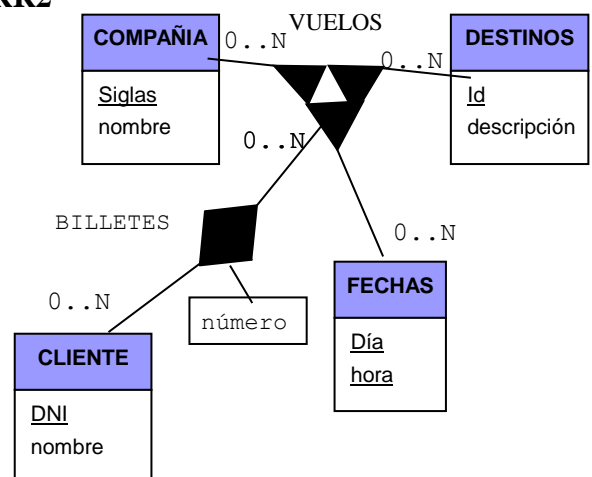 VUELOS
COMPAÑIA
0..N
0..N
DESTINOS
Siglas
nombre
Id
descripción
0..N
BILLETES
0..N
FECHAS
Día
hora
0..N
número
CLIENTE
DNI
nombre